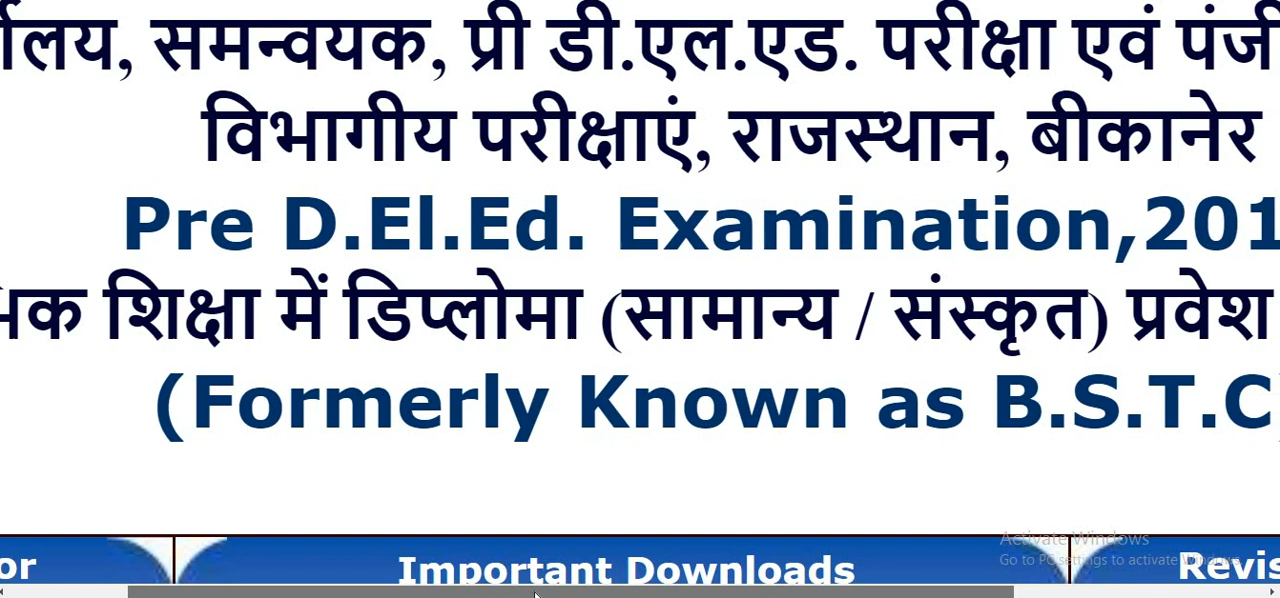 र्यालय, समन्वयक, प्री डी.एल.एड. परीक्षा एवं पंजी
विभागीय परीक्षाएं, राजस्थान, बीकानेर
Pre D.El.Ed. Examination,201
क शिक्षा में डिप्लोमा (सामान्य / संस्कृत) प्रवेश
(Formerly Known as B.S.T.C)
Activate Windows
Go to PC settings to activate Windows.
or
Important Downloads
Revis